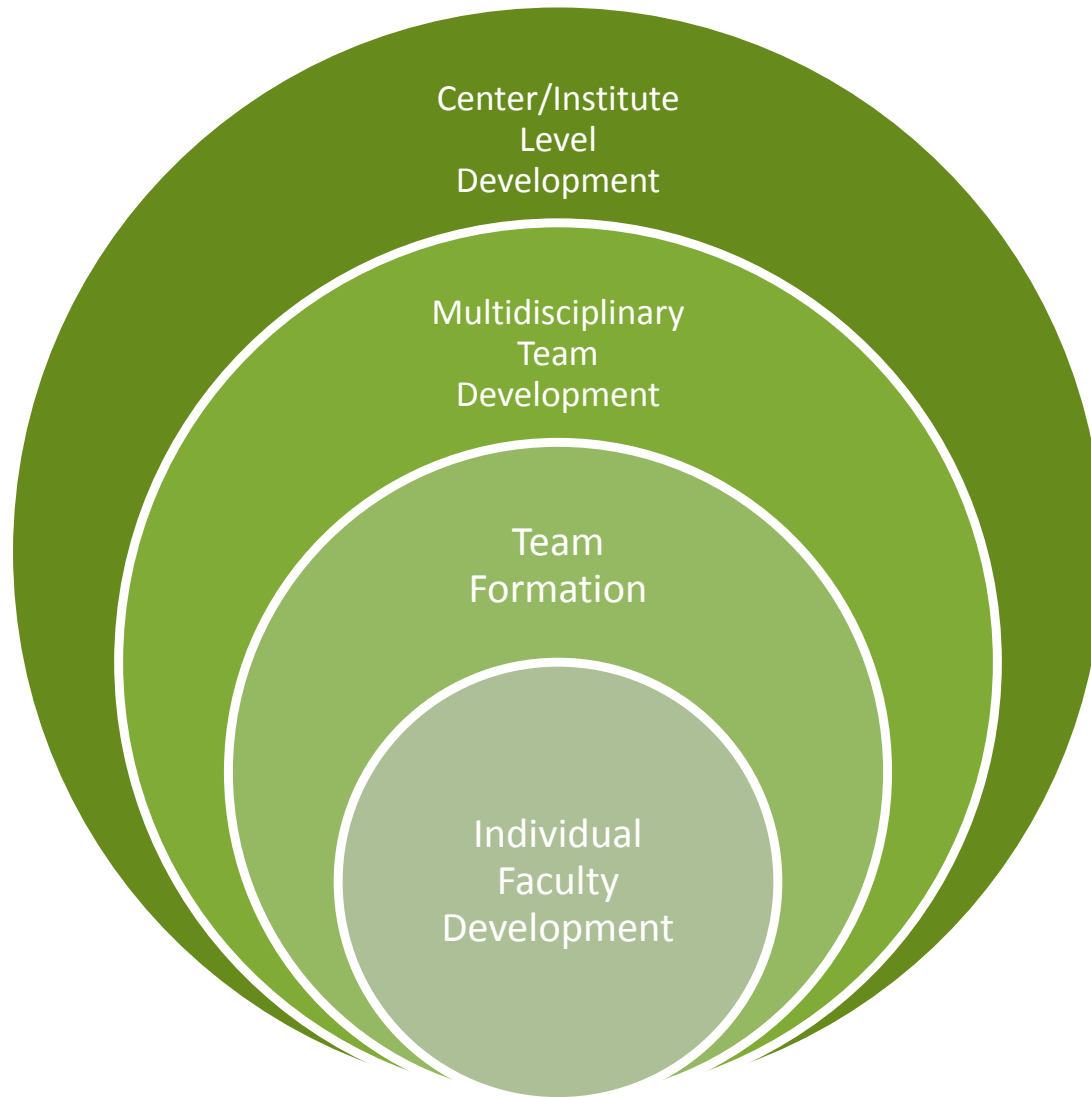 Center/Institute
Level
Development
Multidisciplinary
Team
Development
Team
Formation
Individual
Faculty
Development